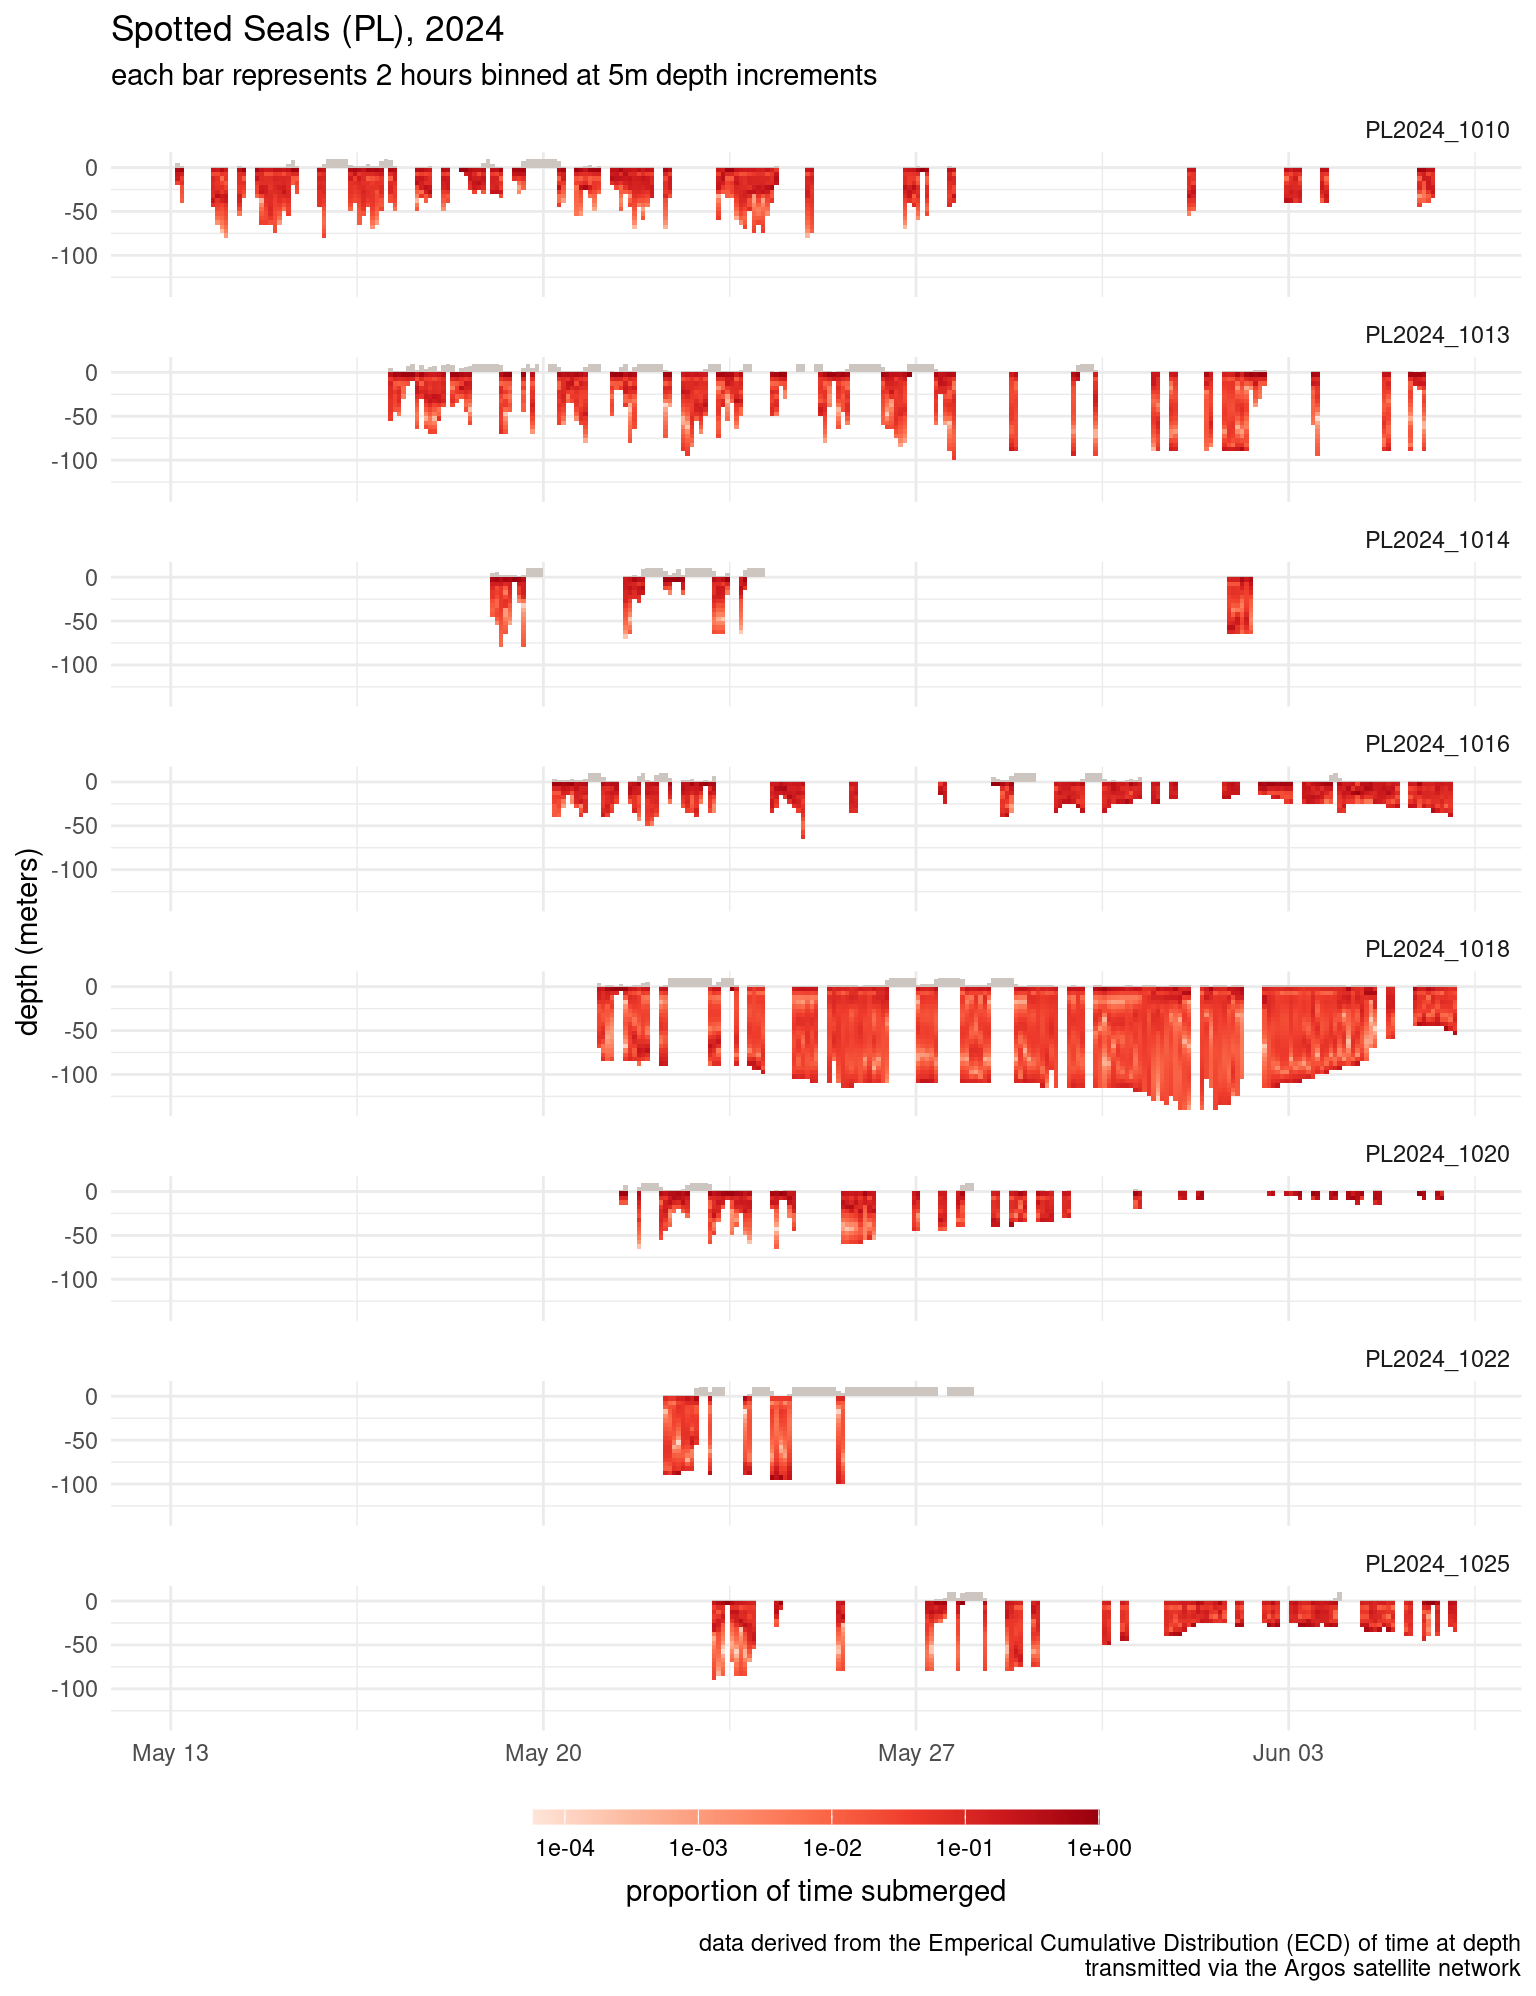 Spotted Seals (PL), 2024
each bar represents 2 hours binned at 5m depth increments
PL2024_1010
0
-50
-100
PL2024_1013
0
-50
-100
PL2024_1014
0
-50
-100
PL2024_1016
0
-50
-100
depth (meters)
PL2024_1018
0
-50
-100
PL2024_1020
0
-50
-100
PL2024_1022
0
-50
-100
PL2024_1025
0
-50
-100
May 13 May 20 May 27 Jun 03
1e-04 1e-03 1e-02 1e-01 1e+00
proportion of time submerged
data derived from the Emperical Cumulative Distribution (ECD) of time at depth
transmitted via the Argos satellite network